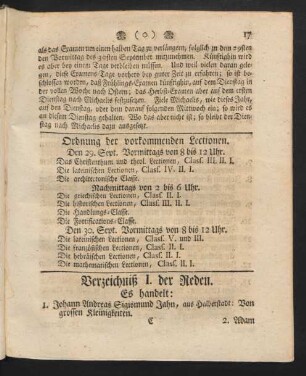 ( o ) 17
als das Examen um einen halben Tag zu verlängern, folglich zu den 29sten
den Vormittag des 30sten September mitzunehmen. Künftighin wird
es aber bey einem Tage verbleiben müssen. Und weil vielen daran gele-
gen, diese Examens-Tage vorhers bey guter Zeit zu erfahren; so ist be-
schlossen worden, das Frühlings-Examen künftighin allemal den Dienstag in
der vollen Woche nach Ostern; das Herbst-Examen aber auf dem ersten
Dienstag nach Michaelis festzusetzen. Fiele Michaelis, wie dieses Jahr,
auf den Dienstag, oder dem darauf folgenden Mittwoch ein; so wird es
an diesem Dienstag gehalten. Wo das aber nicht ist; so bleibt der Dien-
stag nach Michaelis dazu ausgesetzt.
Ordnung der vorkommenden Lectionen.
Den 29. Sept. Vormittags von 8 bis 12 Uhr.
Das Christenthum und theol. Lectionen, Class. III. II. I.
Die lateinischen Lectionen, Class. IV. II. I.
Die architectonische Classe.
Nachmittags von 2 bis 6 Uhr.
Die griechischen Lectionen, Class. II. I.
Die historischen Lectionen, Class. III. II. I.
Die Handlungs-Classe.
Die Fortifications-Classe.
Den 30. Sept. Vormittags von 8 bis 12 Uhr.
Die lateinischen Lectionen, Class. V. und III.
Die französischen Lectionen, Class. II. I.
Die hebräischen Lectionen, Class. II. I.
Die mathematischen Lectionen, Class. II. I.
Verzeichniß I. der Reden.
Es handelt:
1. Johann Andreas Sigismund Jahn, aus Halberstadt: Von
grossen Kleinigkeiten.
C 2. Adam